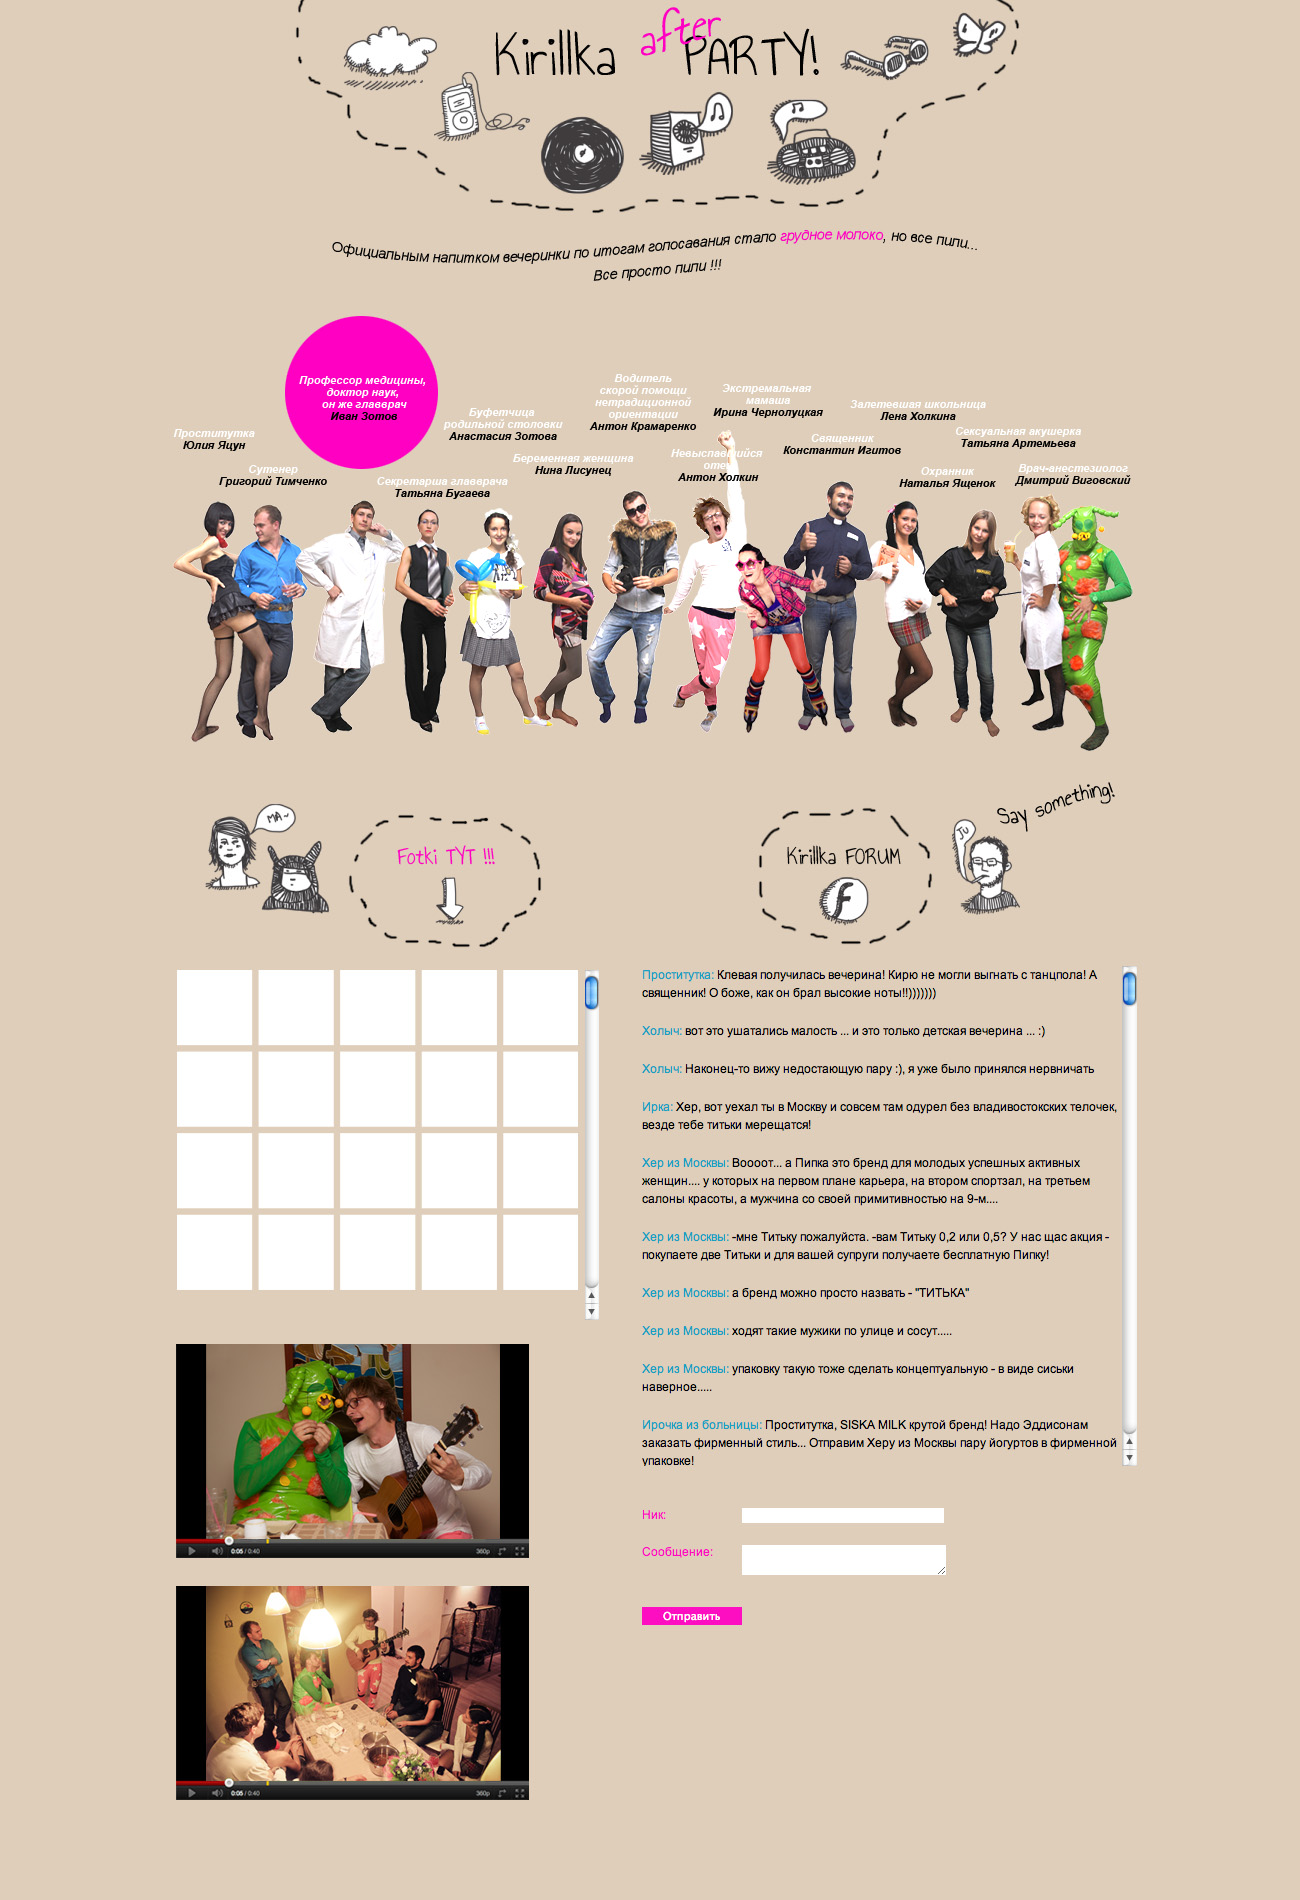 Kirillka after PARTY!
Официальным напитком вечеринки по итогам голосавания стало грудное молоко, но все пили...
Все просто пили !!!
Профессор медицины,
доктор наук,
он же главврач
Иван Зотов
Проститутка
Юлия Яцун
Сутенер
Григорий Тимченко
Буфетчица
родильной столовки
Анастасия Зотова
Секретарша главврача
Татьяна Бугаева
Беременная женщина
Нина Лисунец
Водитель
скорой помощи
нетрадиционной
ориентации
Антон Крамаренко
Невыспавшийся
отец
Антон Холкин
Экстремальная
мамаша
Ирина Чернолуцкая
Священник
Константин Игитов
Залетевшая школьница
Лена Холкина
Охранник
Наталья Ященок
Сексуальная акушерка
Татьяна Артемьева
Врач-анестезиолог
Дмитрий Виговский
MA~
Fotki TYT !!!
Kirillka FORUM
f
JU
Say something!
Проститутка: Клевая получилась вечерина! Кирю не могли выгнать с танцпола! А
священник! О боже, как он брал высокие ноты!!)))))))
Холыч: вот это ушатались малость ... и это только детская вечерина ... :)
Холыч: Наконец-то вижу недостающую пару :), я уже было принялся нервничать
Ирка: Хер, вот уехал ты в Москву и совсем там одурел без владивостокских телочек,
везде тебе титьки мерещатся!
Хер из Москвы: Воооот... а Пипка это бренд для молодых успешных активных
женщин.... у которых на первом плане карьера, на втором спортзал, на третьем
салоны красоты, а мужчина со своей примитивностью на 9-м....
Хер из Москвы: -мне Титьку пожалуйста. -вам Титьку 0,2 или 0,5? У нас щас акция -
покупаете две Титьки и для вашей супруги получаете бесплатную Пипку!
Хер из Москвы: а бренд можно просто назвать - "ТИТЬКА"
Хер из Москвы: ходят такие мужики по улице и сосут.....
Хер из Москвы: упаковку такую тоже сделать концептуальную - в виде сиськи
наверное.....
Ирочка из больницы: Проститутка, SISKA MILK крутой бренд! Надо Эддисонам
заказать фирменный стиль... Отправим Херу из Москвы пару йогуртов в фирменной
упаковке!
0:05 / 0:40 360p
Ник:
Сообщение:
Отправить
0:05 / 0:40 360p